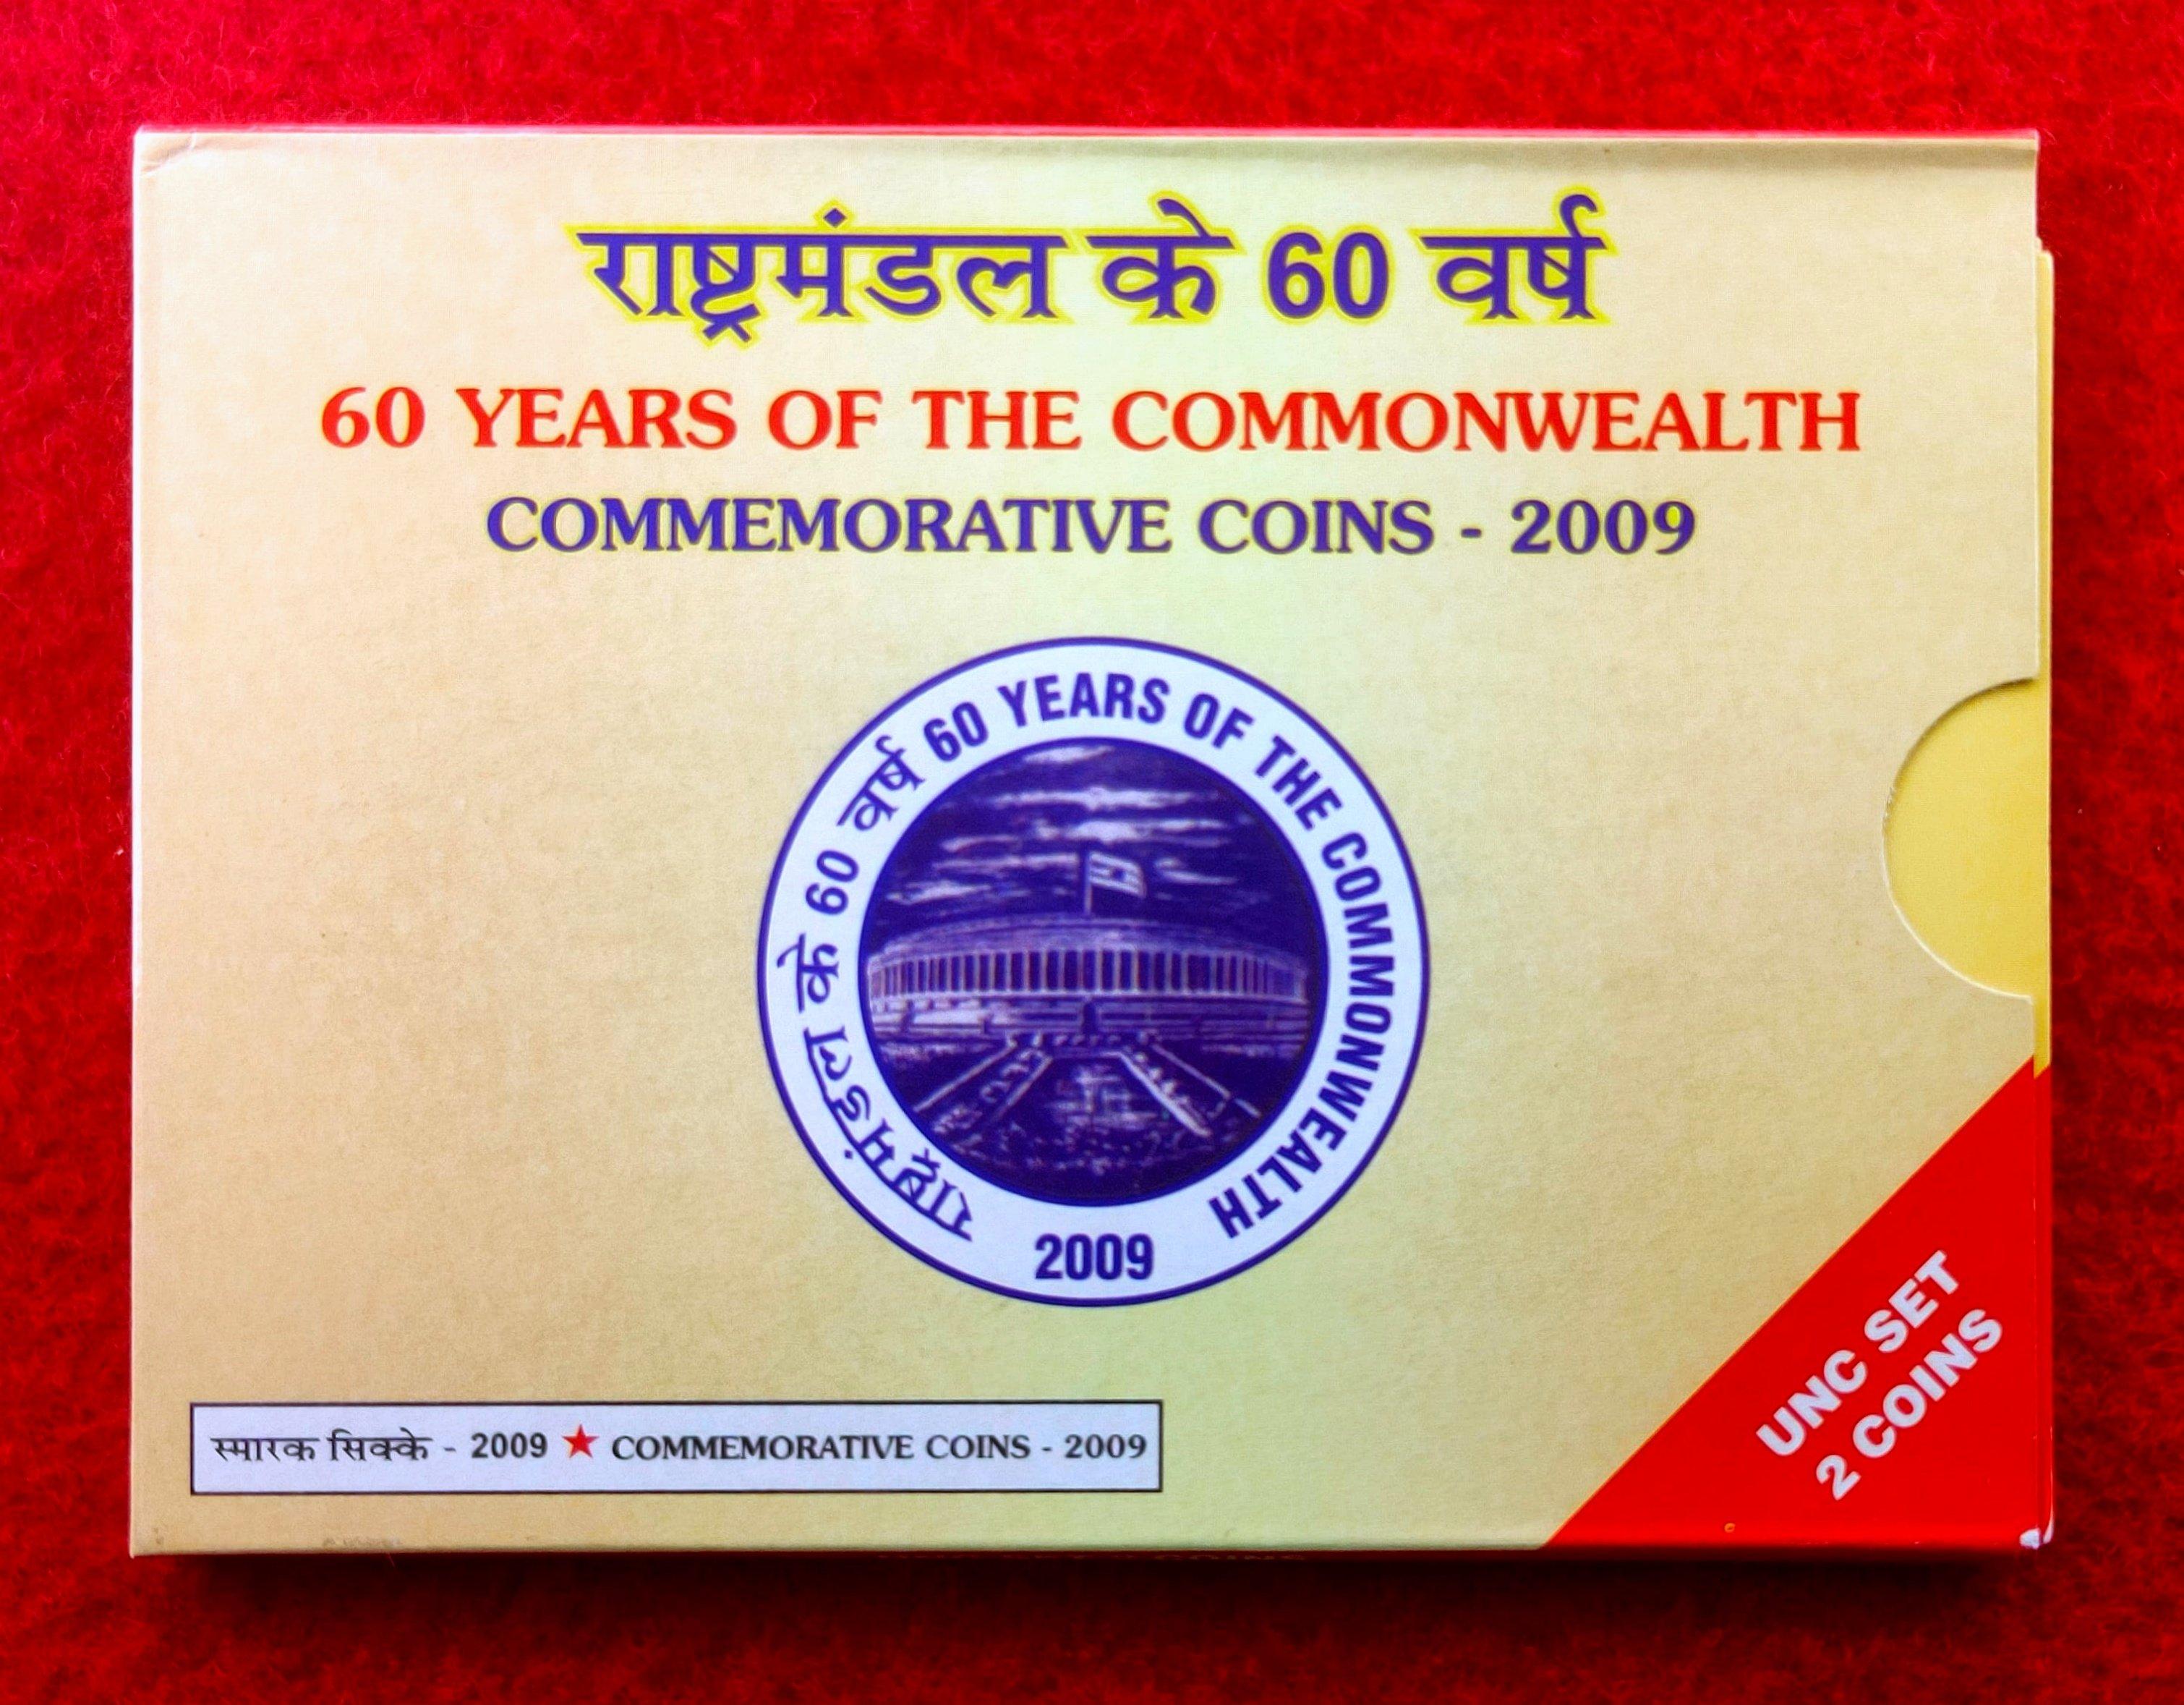 राष्ट्रमंडल के 60 वर्ष
60 YEARS OF THE COMMONWEALTH
COMMEMORATIVE COINS - 2009
राष्ट्रमंडल के 60 वर्ष 60 YEARS OF THE COMMONWEALTH
2009
स्मारक सिक्के - 2009 ★ COMMEMORATIVE COINS - 2009
UNC SET
2 COINS